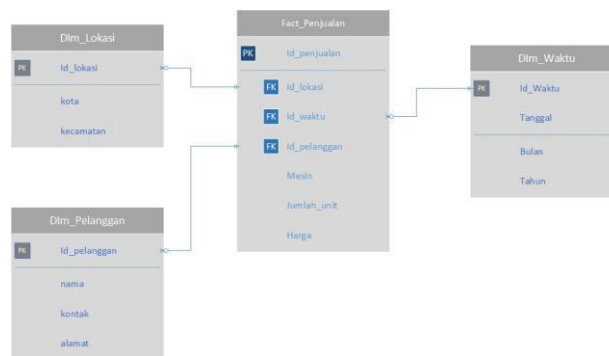 DIm_Lokasi
PK Id_lokasi
kota
kecamatan
Fact_Penjualan
PK Id_penjualan
FK Id_lokasi
FK Id_waktu
FK Id_pelanggan
Mesin
Jumlah_unit
Harga
DIm_Waktu
PK Id_Waktu
Tanggal
Bulan
Tahun
DIm_Pelanggan
PK Id_pelanggan
nama
kontak
alamat